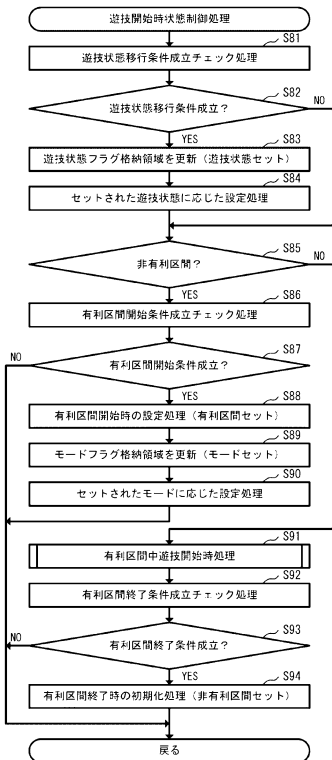 遊技開始時状態制御処理
S81
遊技状態移行条件成立チェック処理
S82
遊技状態移行条件成立?
NO
YES
S83
遊技状態フラグ格納領域を更新(遊技状態セット)
S84
セットされた遊技状態に応じた設定処理
S85
非有利区間?
NO
YES
S86
有利区間開始条件成立チェック処理
S87
NO
有利区間開始条件成立?
YES
S88
有利区間開始時の設定処理(有利区間セット)
S89
モードフラグ格納領域を更新(モードセット)
S90
セットされたモードに応じた設定処理
S91
有利区間中遊技開始時処理
S92
有利区間終了条件成立チェック処理
S93
NO
有利区間終了条件成立?
YES
S94
有利区間終了時の初期化処理(非有利区間セット)
戻る